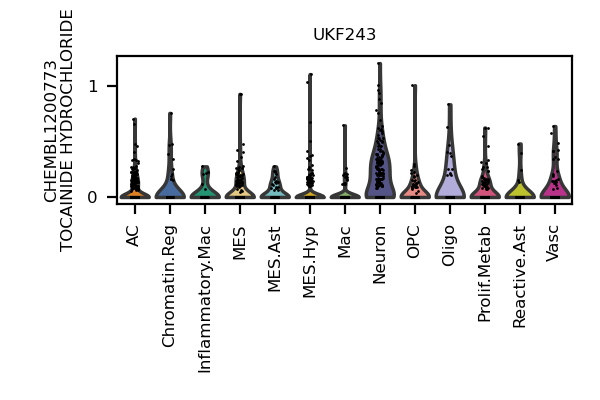 UKF243
CHEMBL1200773
TOCAINIDE HYDROCHLORIDE
1
0
AC
Chromatin.Reg
Inflammatory.Mac
MES
MES.Ast
MES.Hyp
Mac
Neuron
OPC
Oligo
Prolif.Metab
Reactive.Ast
Vasc